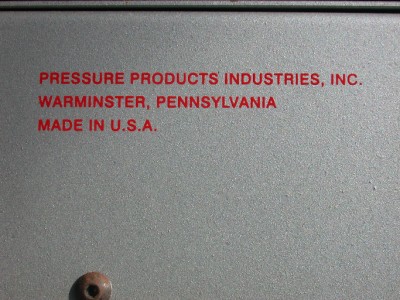 PRESSURE PRODUCTS INDUSTRIES, INC.
WARMINSTER, PENNSYLVANIA
MADE IN U.S.A.